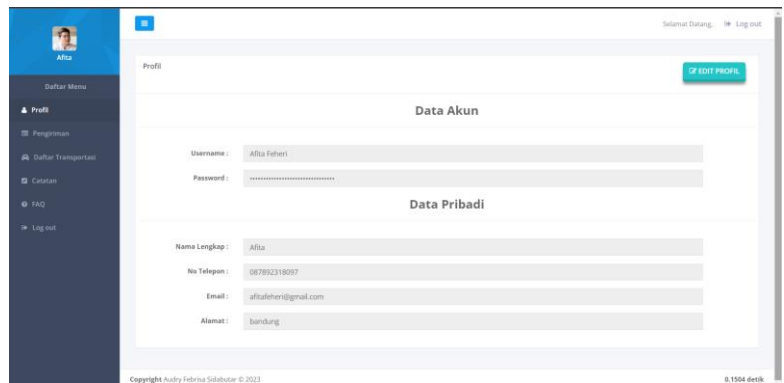 Afita
Daftar Menu
Profil
Pengiriman
Daftar Transportasi
Catatan
FAQ
Log out
Selamat Datang.. Log out
Profil
EDIT PROFIL
Data Akun
Username : Afita Feheri
Password : ••••••••••••••••••••••••••••••••
Data Pribadi
Nama Lengkap : Afita
No Telepon : 087892318097
Email : afitafeheri@gmail.com
Alamat : bandung
Copyright Audry Febrisa Sidabutar © 2023 0.1504 detik